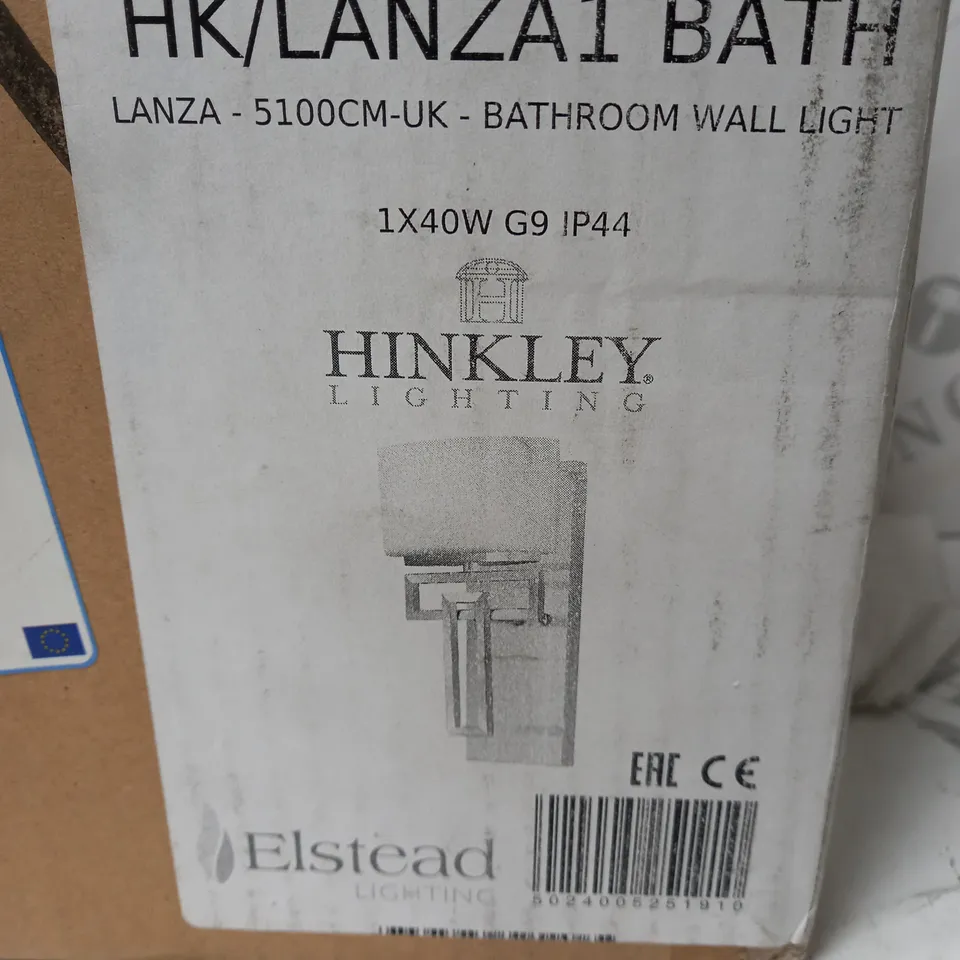 HK/LANZA1 BATH
LANZA - 5100CM-UK - BATHROOM WALL LIGHT
1X40W G9 IP44
H
HINKLEY®
LIGHTING
EAC CE
Elstead
LIGHTING
5024005251910